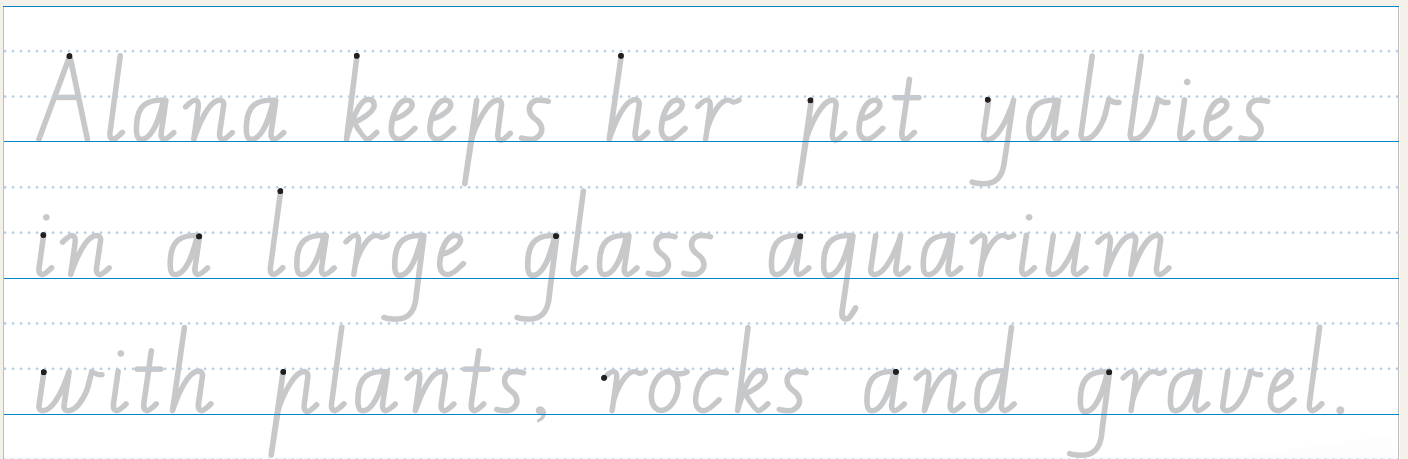 Alana keeps her pet yabbies
in a large glass aquarium
with plants, rocks and gravel.